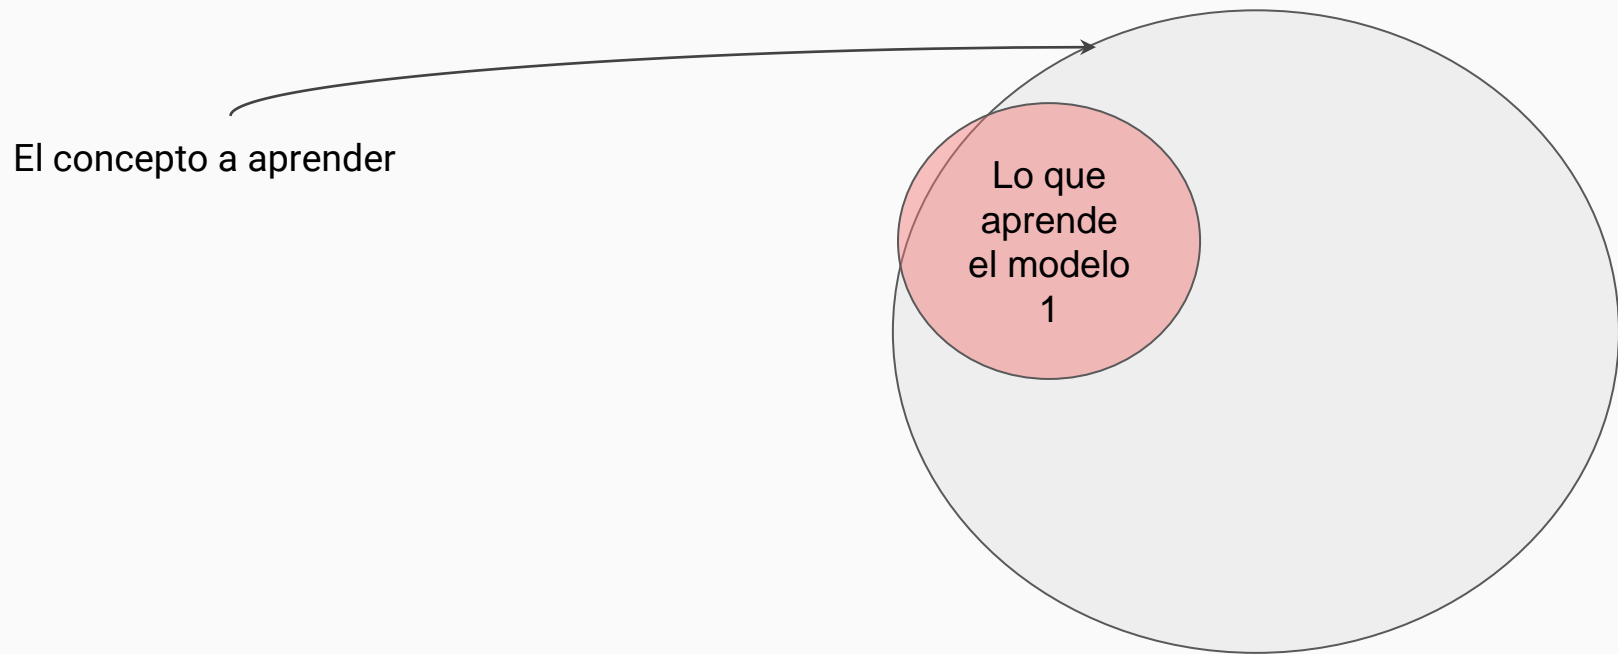 El concepto a aprender
Lo que
aprende
el modelo
1